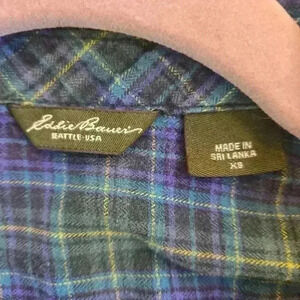 Eddie Bauer
SEATTLE·USA
MADE IN
SRI LANKA
XS